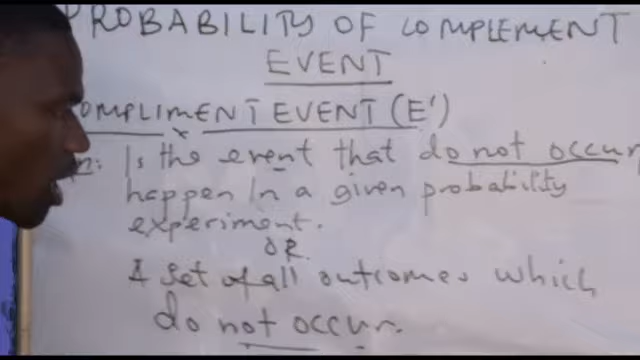 PROBABILITY OF COMPLEMENT
EVENT
OMPLIMENT EVENT (E')
n: Is the event that do not occur
happen in a given probability
experiment.
OR
A set of all outcomes which
do not occur.